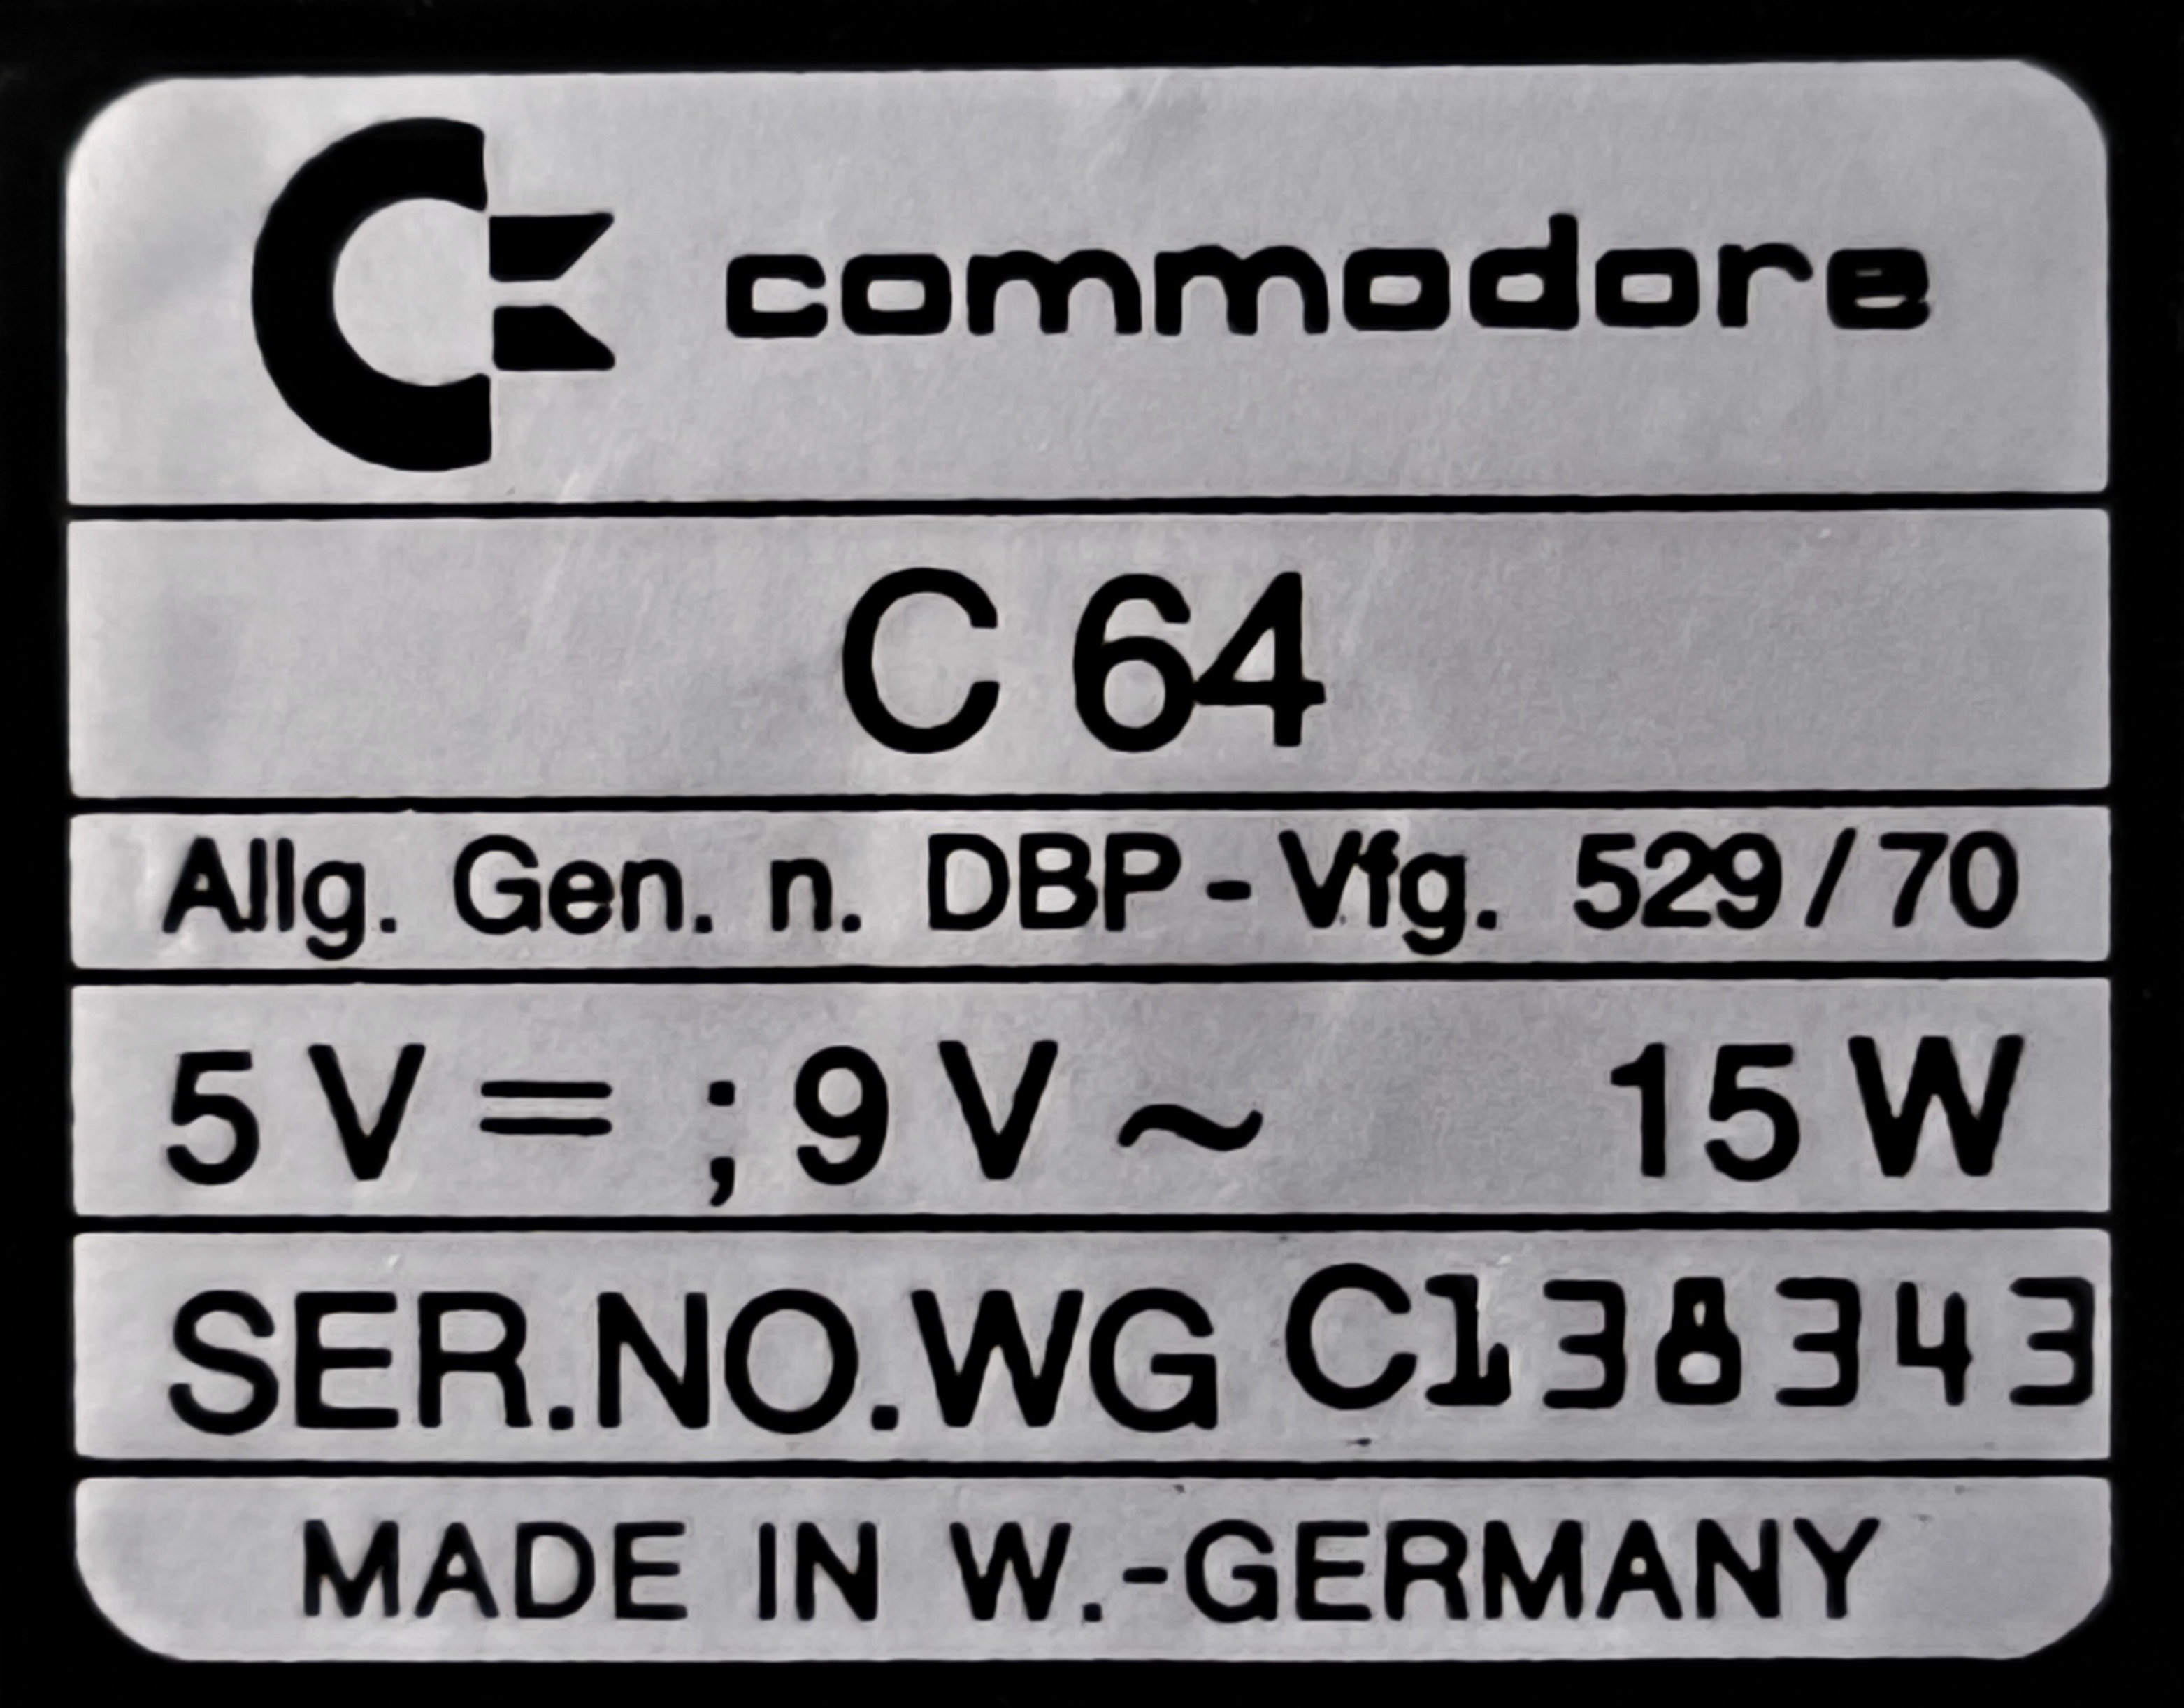 commodore
C 64
Allg. Gen. n. DBP - Vfg. 529 / 70
5 V = ; 9 V ~ 15 W
SER.NO.WG C138343
MADE IN W.-GERMANY